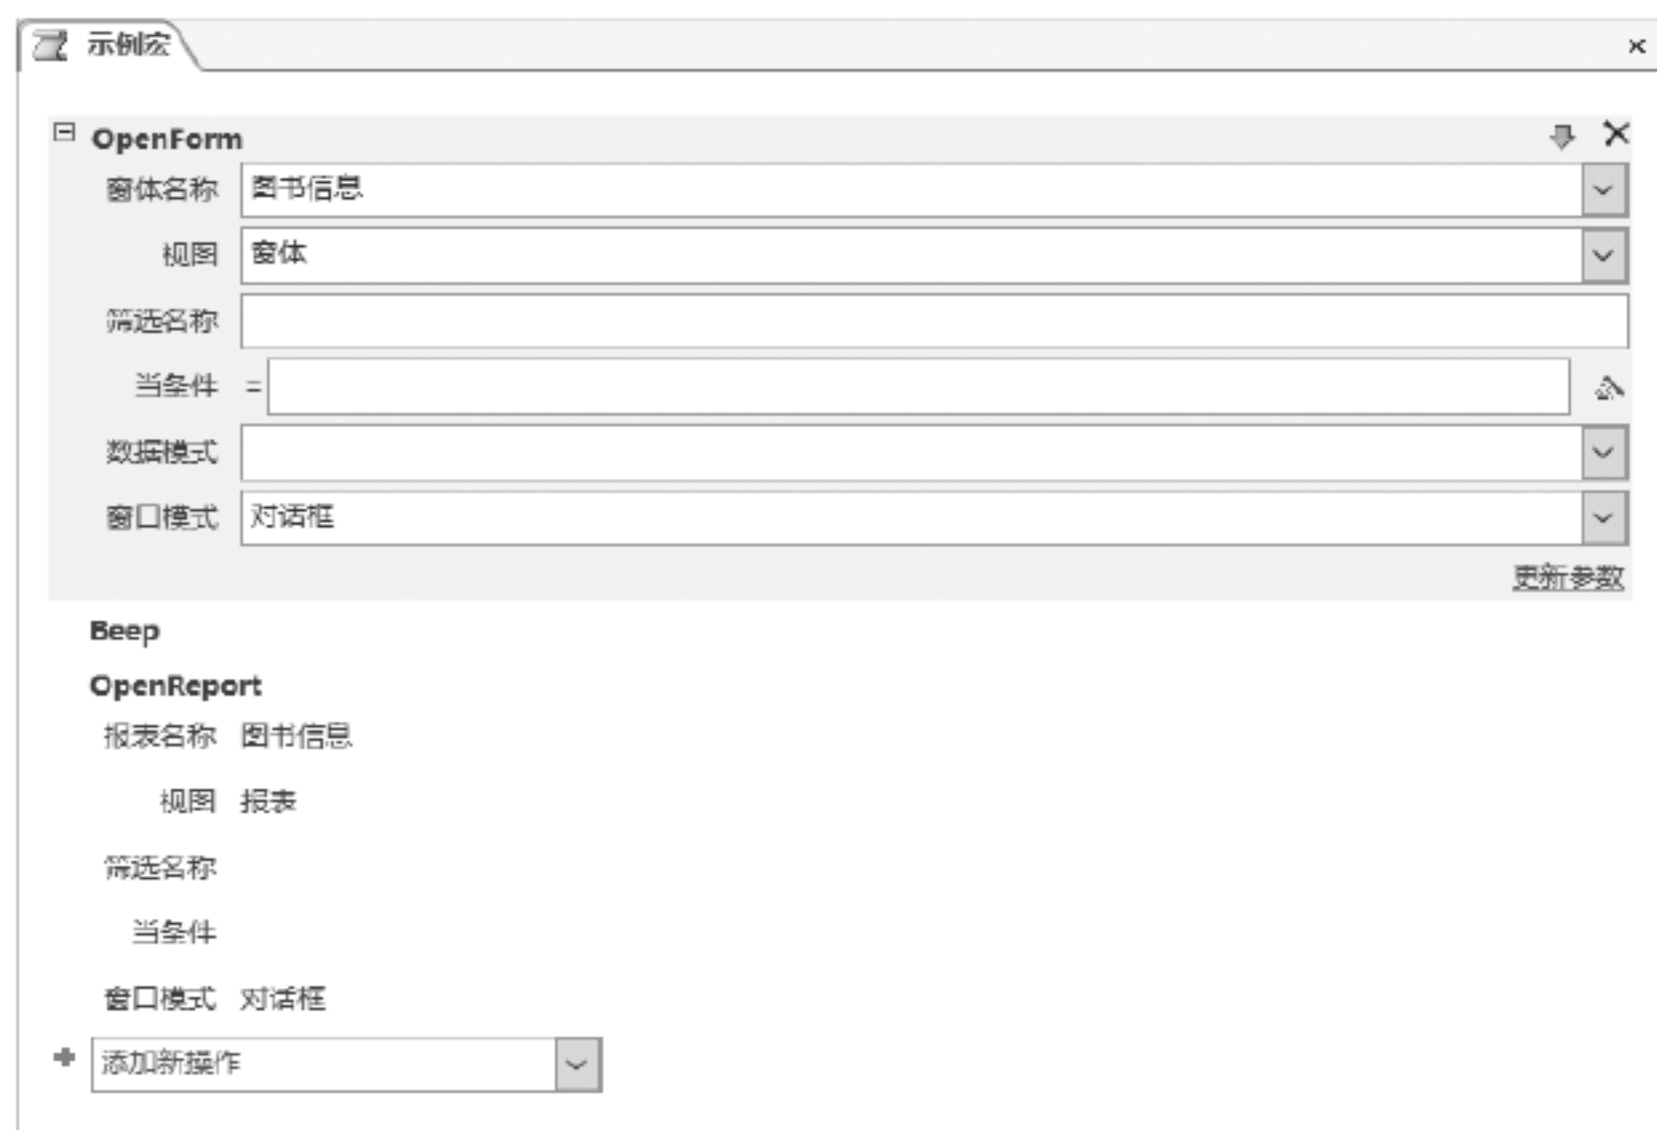 示例宏
OpenForm
窗体名称 图书信息
视图 窗体
筛选名称
当条件 =
数据模式
窗口模式 对话框
更新参数
Beep
OpenReport
报表名称 图书信息
视图 报表
筛选名称
当条件
窗口模式 对话框
添加新操作